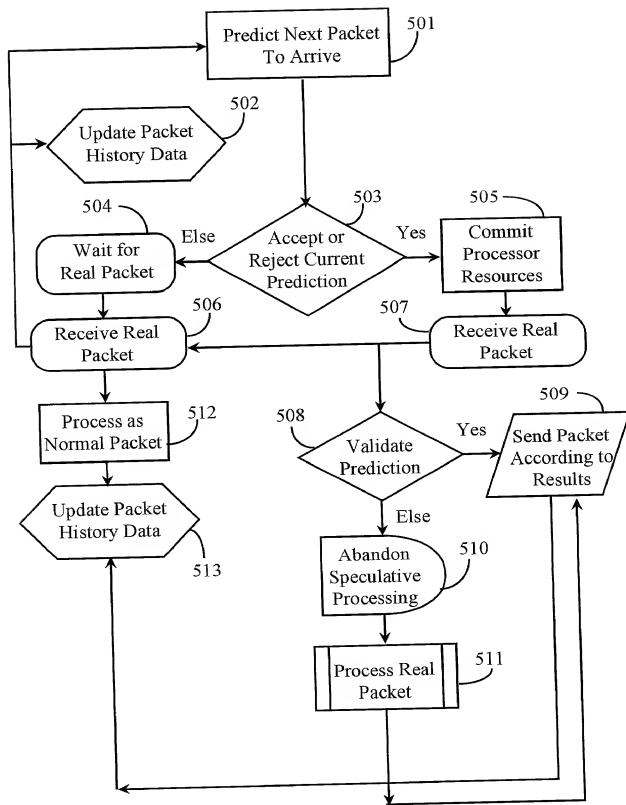 Predict Next Packet
To Arrive
501
502
Update Packet
History Data
503
504
505
Else
Yes
Wait for
Real Packet
Accept or
Reject Current
Prediction
Commit
Processor
Resources
506
507
Receive Real
Packet
Receive Real
Packet
509
Process as
Normal Packet
512
508
Validate
Prediction
Yes
Send Packet
According to
Results
Update Packet
History Data
513
Else
Abandon
Speculative
Processing
510
Process Real
Packet
511